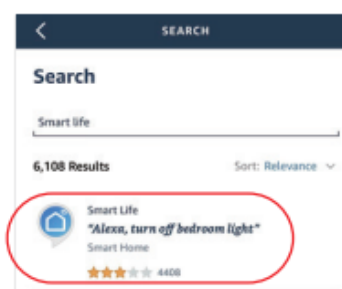 SEARCH
Search
Smart life
6,108 Results Sort: Relevance
Smart Life
"Alexa, turn off bedroom light"
Smart Home
4408